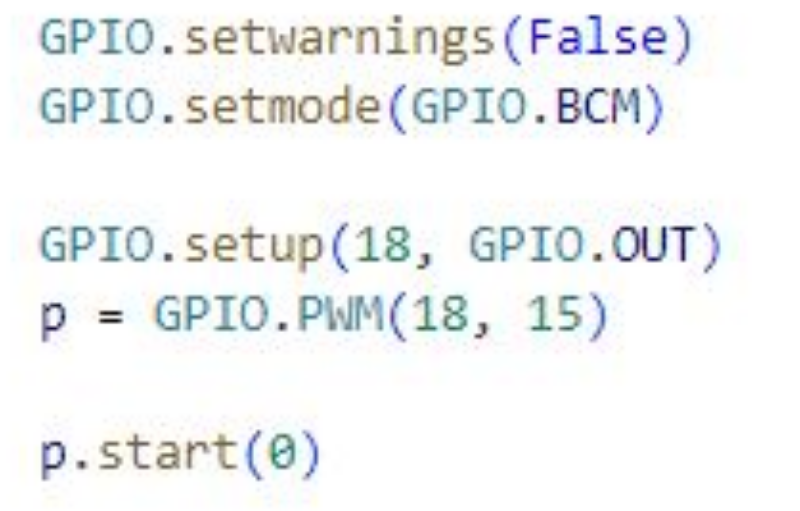 GPIO.setwarnings(False)
GPIO.setmode(GPIO.BCM)
GPIO.setup(18, GPIO.OUT)
p = GPIO.PWM(18, 15)
p.start(0)